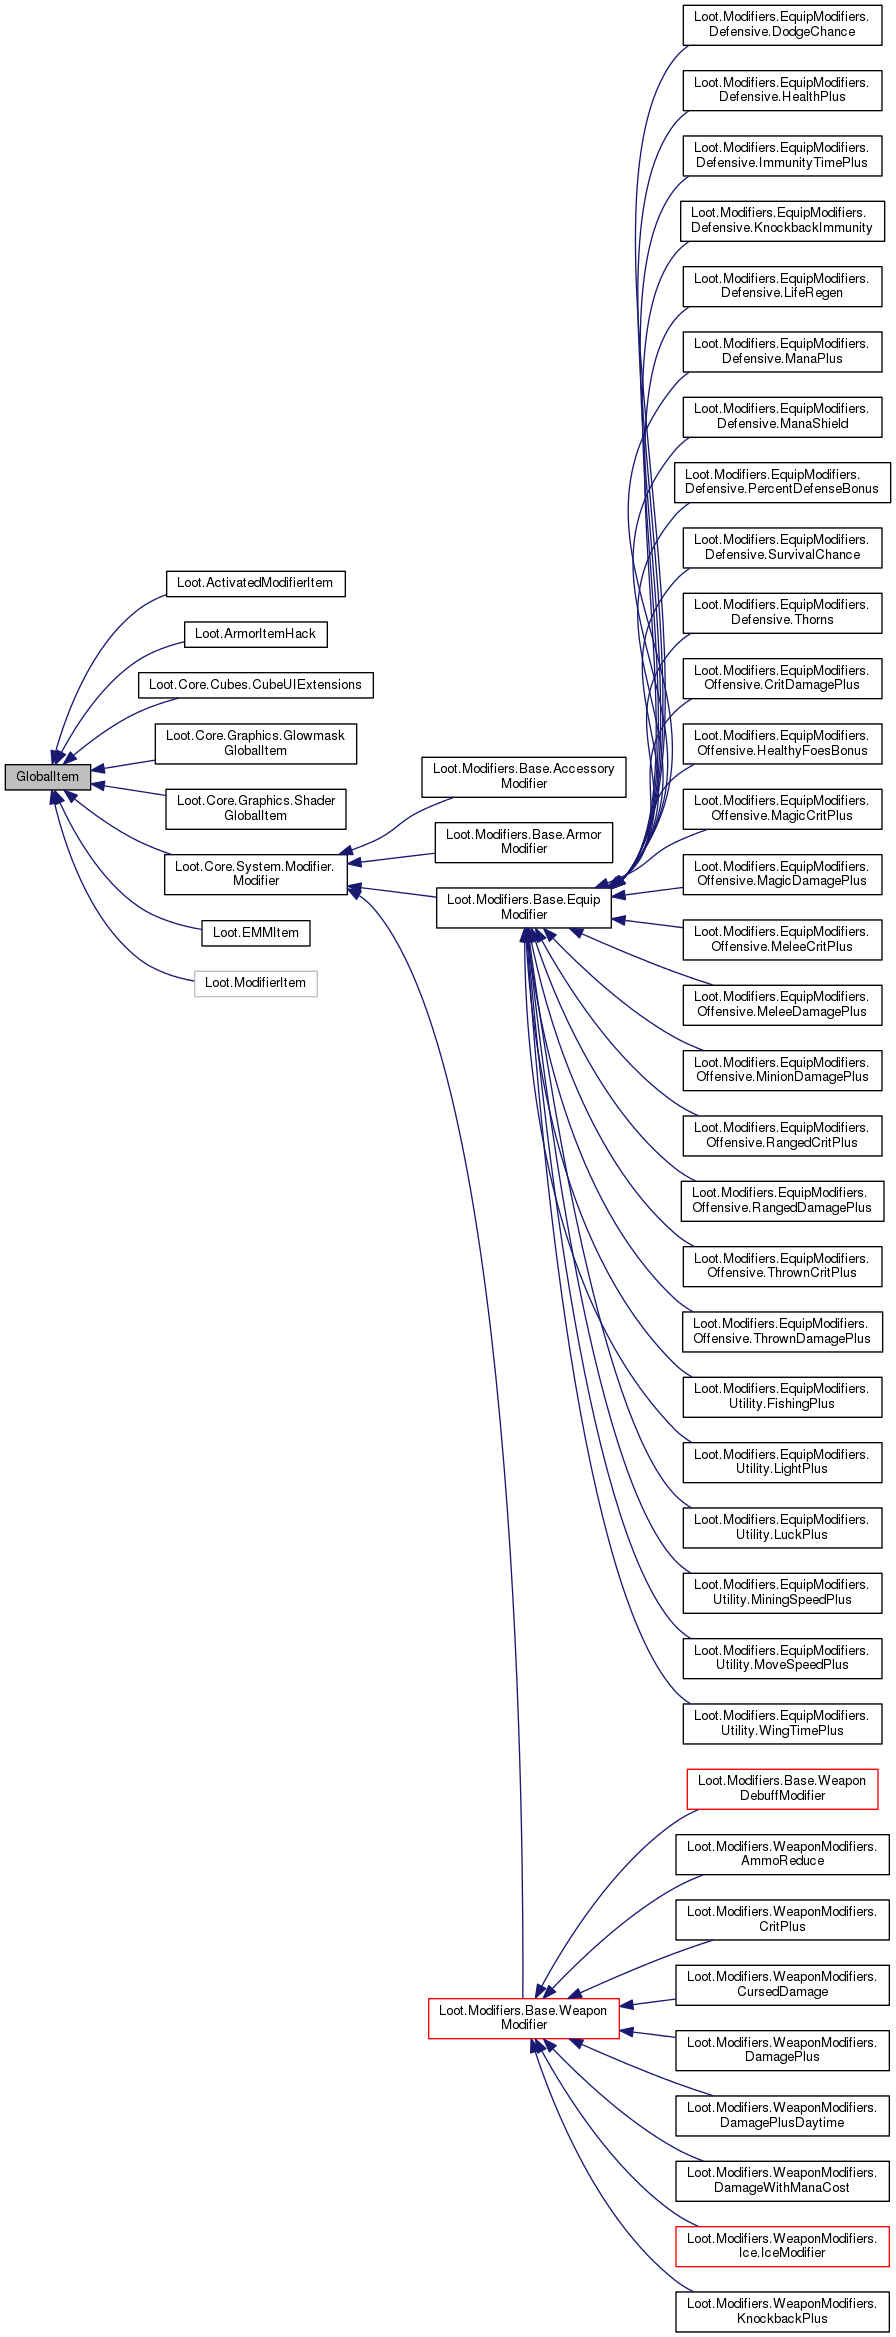 GlobalItem
Loot.ActivatedModifierItem
Loot.ArmorItemHack
Loot.Core.Cubes.CubeUIExtensions
Loot.Core.Graphics.Glowmask
GlobalItem
Loot.Core.Graphics.Shader
GlobalItem
Loot.Core.System.Modifier.
Modifier
Loot.EMMItem
Loot.ModifierItem
Loot.Modifiers.Base.Accessory
Modifier
Loot.Modifiers.Base.Armor
Modifier
Loot.Modifiers.Base.Equip
Modifier
Loot.Modifiers.Base.Weapon
Modifier
Loot.Modifiers.EquipModifiers.
Defensive.DodgeChance
Loot.Modifiers.EquipModifiers.
Defensive.HealthPlus
Loot.Modifiers.EquipModifiers.
Defensive.ImmunityTimePlus
Loot.Modifiers.EquipModifiers.
Defensive.KnockbackImmunity
Loot.Modifiers.EquipModifiers.
Defensive.LifeRegen
Loot.Modifiers.EquipModifiers.
Defensive.ManaPlus
Loot.Modifiers.EquipModifiers.
Defensive.ManaShield
Loot.Modifiers.EquipModifiers.
Defensive.PercentDefenseBonus
Loot.Modifiers.EquipModifiers.
Defensive.SurvivalChance
Loot.Modifiers.EquipModifiers.
Defensive.Thorns
Loot.Modifiers.EquipModifiers.
Offensive.CritDamagePlus
Loot.Modifiers.EquipModifiers.
Offensive.HealthyFoesBonus
Loot.Modifiers.EquipModifiers.
Offensive.MagicCritPlus
Loot.Modifiers.EquipModifiers.
Offensive.MagicDamagePlus
Loot.Modifiers.EquipModifiers.
Offensive.MeleeCritPlus
Loot.Modifiers.EquipModifiers.
Offensive.MeleeDamagePlus
Loot.Modifiers.EquipModifiers.
Offensive.MinionDamagePlus
Loot.Modifiers.EquipModifiers.
Offensive.RangedCritPlus
Loot.Modifiers.EquipModifiers.
Offensive.RangedDamagePlus
Loot.Modifiers.EquipModifiers.
Offensive.ThrownCritPlus
Loot.Modifiers.EquipModifiers.
Offensive.ThrownDamagePlus
Loot.Modifiers.EquipModifiers.
Utility.FishingPlus
Loot.Modifiers.EquipModifiers.
Utility.LightPlus
Loot.Modifiers.EquipModifiers.
Utility.LuckPlus
Loot.Modifiers.EquipModifiers.
Utility.MiningSpeedPlus
Loot.Modifiers.EquipModifiers.
Utility.MoveSpeedPlus
Loot.Modifiers.EquipModifiers.
Utility.WingTimePlus
Loot.Modifiers.Base.Weapon
DebuffModifier
Loot.Modifiers.WeaponModifiers.
AmmoReduce
Loot.Modifiers.WeaponModifiers.
CritPlus
Loot.Modifiers.WeaponModifiers.
CursedDamage
Loot.Modifiers.WeaponModifiers.
DamagePlus
Loot.Modifiers.WeaponModifiers.
DamagePlusDaytime
Loot.Modifiers.WeaponModifiers.
DamageWithManaCost
Loot.Modifiers.WeaponModifiers.
Ice.IceModifier
Loot.Modifiers.WeaponModifiers.
KnockbackPlus